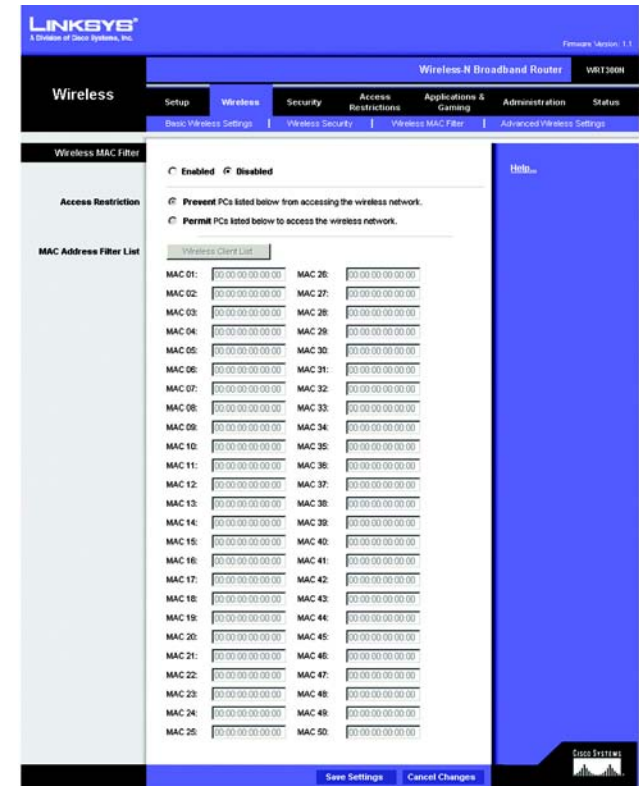 LINKSYS®
A Division of Cisco Systems, Inc.
Firmware Version: 1.1
Wireless-N Broadband Router WRT300N
Wireless
Setup Wireless Security Access Restrictions Applications & Gaming Administration Status
Basic Wireless Settings | Wireless Security | Wireless MAC Filter | Advanced Wireless Settings
Wireless MAC Filter
Enabled Disabled
Help...
Access Restriction
Prevent PCs listed below from accessing the wireless network.
Permit PCs listed below to access the wireless network.
MAC Address Filter List
Wireless Client List
MAC 01: 00:00:00:00:00:00 MAC 26: 00:00:00:00:00:00
MAC 02: 00:00:00:00:00:00 MAC 27: 00:00:00:00:00:00
MAC 03: 00:00:00:00:00:00 MAC 28: 00:00:00:00:00:00
MAC 04: 00:00:00:00:00:00 MAC 29: 00:00:00:00:00:00
MAC 05: 00:00:00:00:00:00 MAC 30: 00:00:00:00:00:00
MAC 06: 00:00:00:00:00:00 MAC 31: 00:00:00:00:00:00
MAC 07: 00:00:00:00:00:00 MAC 32: 00:00:00:00:00:00
MAC 08: 00:00:00:00:00:00 MAC 33: 00:00:00:00:00:00
MAC 09: 00:00:00:00:00:00 MAC 34: 00:00:00:00:00:00
MAC 10: 00:00:00:00:00:00 MAC 35: 00:00:00:00:00:00
MAC 11: 00:00:00:00:00:00 MAC 36: 00:00:00:00:00:00
MAC 12: 00:00:00:00:00:00 MAC 37: 00:00:00:00:00:00
MAC 13: 00:00:00:00:00:00 MAC 38: 00:00:00:00:00:00
MAC 14: 00:00:00:00:00:00 MAC 39: 00:00:00:00:00:00
MAC 15: 00:00:00:00:00:00 MAC 40: 00:00:00:00:00:00
MAC 16: 00:00:00:00:00:00 MAC 41: 00:00:00:00:00:00
MAC 17: 00:00:00:00:00:00 MAC 42: 00:00:00:00:00:00
MAC 18: 00:00:00:00:00:00 MAC 43: 00:00:00:00:00:00
MAC 19: 00:00:00:00:00:00 MAC 44: 00:00:00:00:00:00
MAC 20: 00:00:00:00:00:00 MAC 45: 00:00:00:00:00:00
MAC 21: 00:00:00:00:00:00 MAC 46: 00:00:00:00:00:00
MAC 22: 00:00:00:00:00:00 MAC 47: 00:00:00:00:00:00
MAC 23: 00:00:00:00:00:00 MAC 48: 00:00:00:00:00:00
MAC 24: 00:00:00:00:00:00 MAC 49: 00:00:00:00:00:00
MAC 25: 00:00:00:00:00:00 MAC 50: 00:00:00:00:00:00
Save Settings Cancel Changes
CISCO SYSTEMS